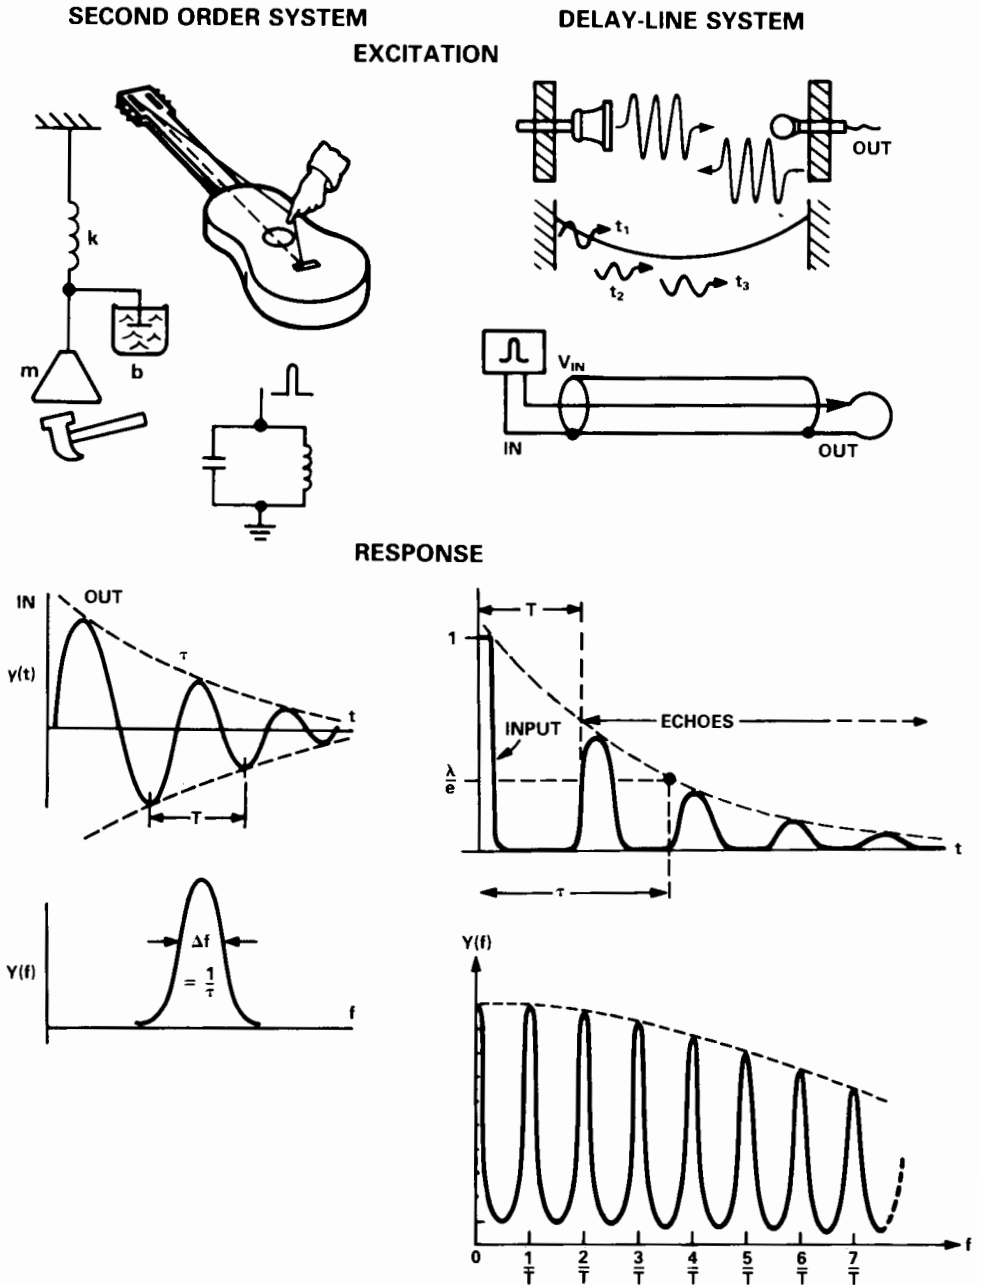 SECOND ORDER SYSTEM
DELAY-LINE SYSTEM
EXCITATION
k
m
b
OUT
t₁
t₂
t₃
V_IN
IN
OUT
RESPONSE
IN
OUT
y(t)
τ
t
T
Y(f)
Δf
= 1/τ
f
T
1
INPUT
ECHOES
λ/e
t
τ
Y(f)
0
1/T
2/T
3/T
4/T
5/T
6/T
7/T
f